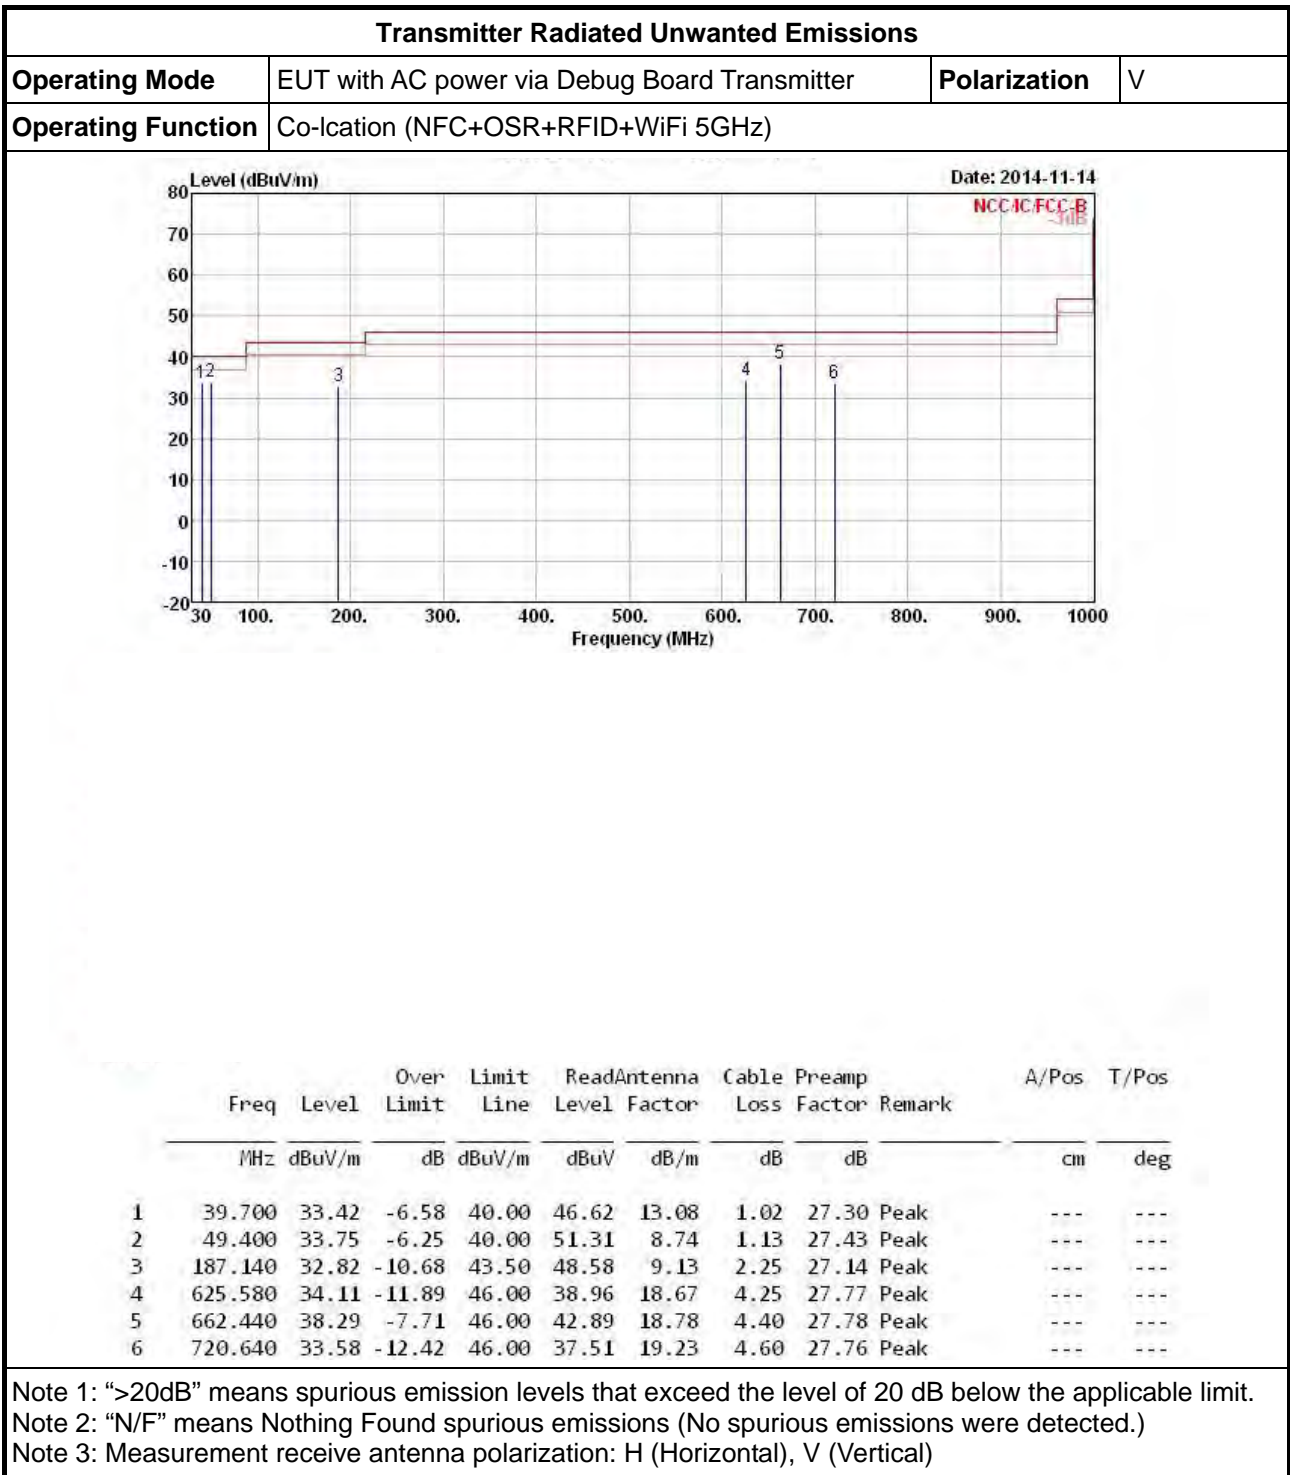 Transmitter Radiated Unwanted Emissions
Operating Mode EUT with AC power via Debug Board Transmitter Polarization V
Operating Function Co-lcation (NFC+OSR+RFID+WiFi 5GHz)
Level (dBuV/m) Date: 2014-11-14
80
NCC/IC/FCC-B
-3dB
70
60
50
40
30
20
10
0
-10
-20
1 2 3 4 5 6
30 100. 200. 300. 400. 500. 600. 700. 800. 900. 1000
Frequency (MHz)
Over Limit ReadAntenna Cable Preamp A/Pos T/Pos
Freq Level Limit Line Level Factor Loss Factor Remark
MHz dBuV/m dB dBuV/m dBuV dB/m dB dB cm deg
1 39.700 33.42 -6.58 40.00 46.62 13.08 1.02 27.30 Peak --- ---
2 49.400 33.75 -6.25 40.00 51.31 8.74 1.13 27.43 Peak --- ---
3 187.140 32.82 -10.68 43.50 48.58 9.13 2.25 27.14 Peak --- ---
4 625.580 34.11 -11.89 46.00 38.96 18.67 4.25 27.77 Peak --- ---
5 662.440 38.29 -7.71 46.00 42.89 18.78 4.40 27.78 Peak --- ---
6 720.640 33.58 -12.42 46.00 37.51 19.23 4.60 27.76 Peak --- ---
Note 1: “>20dB” means spurious emission levels that exceed the level of 20 dB below the applicable limit.
Note 2: “N/F” means Nothing Found spurious emissions (No spurious emissions were detected.)
Note 3: Measurement receive antenna polarization: H (Horizontal), V (Vertical)